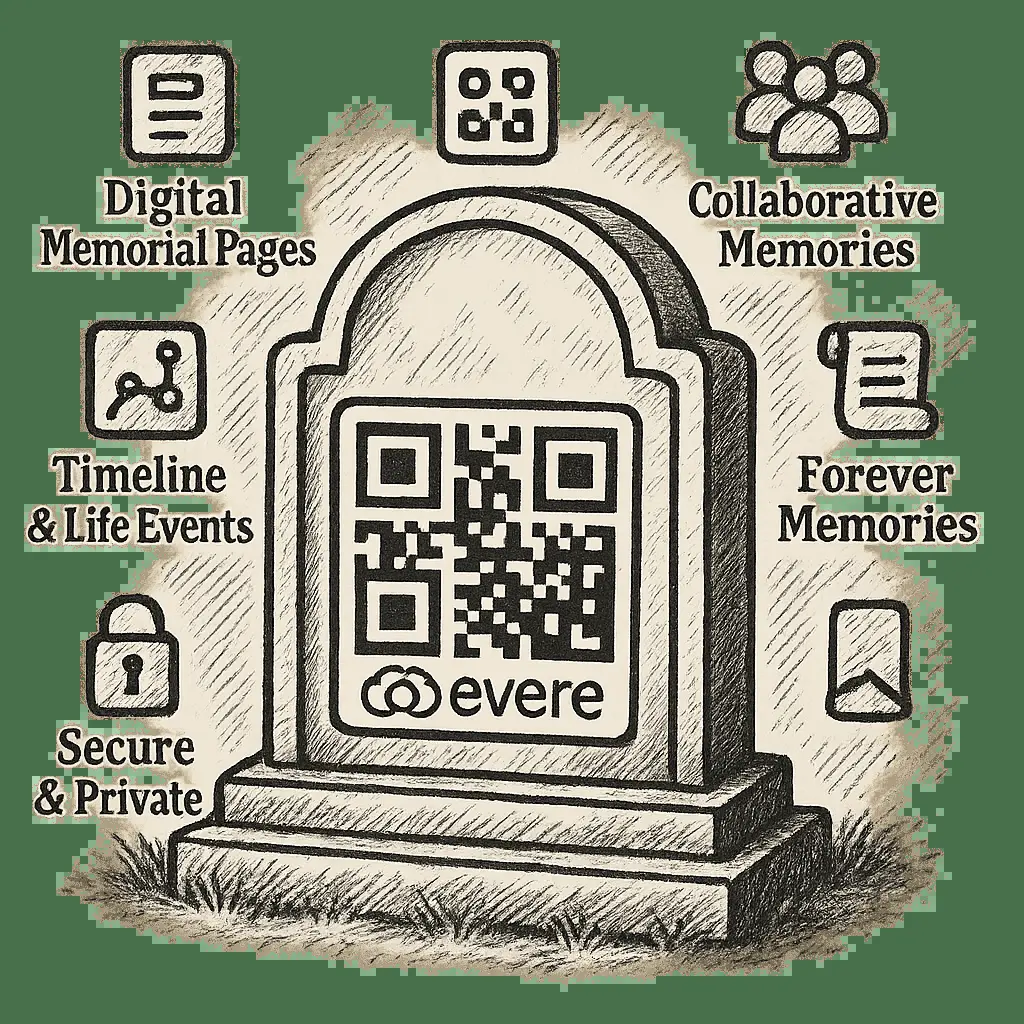 Digital
Memorial Pages
Collaborative
Memories
Timeline
& Life Events
Forever
Memories
evere
Secure
& Private